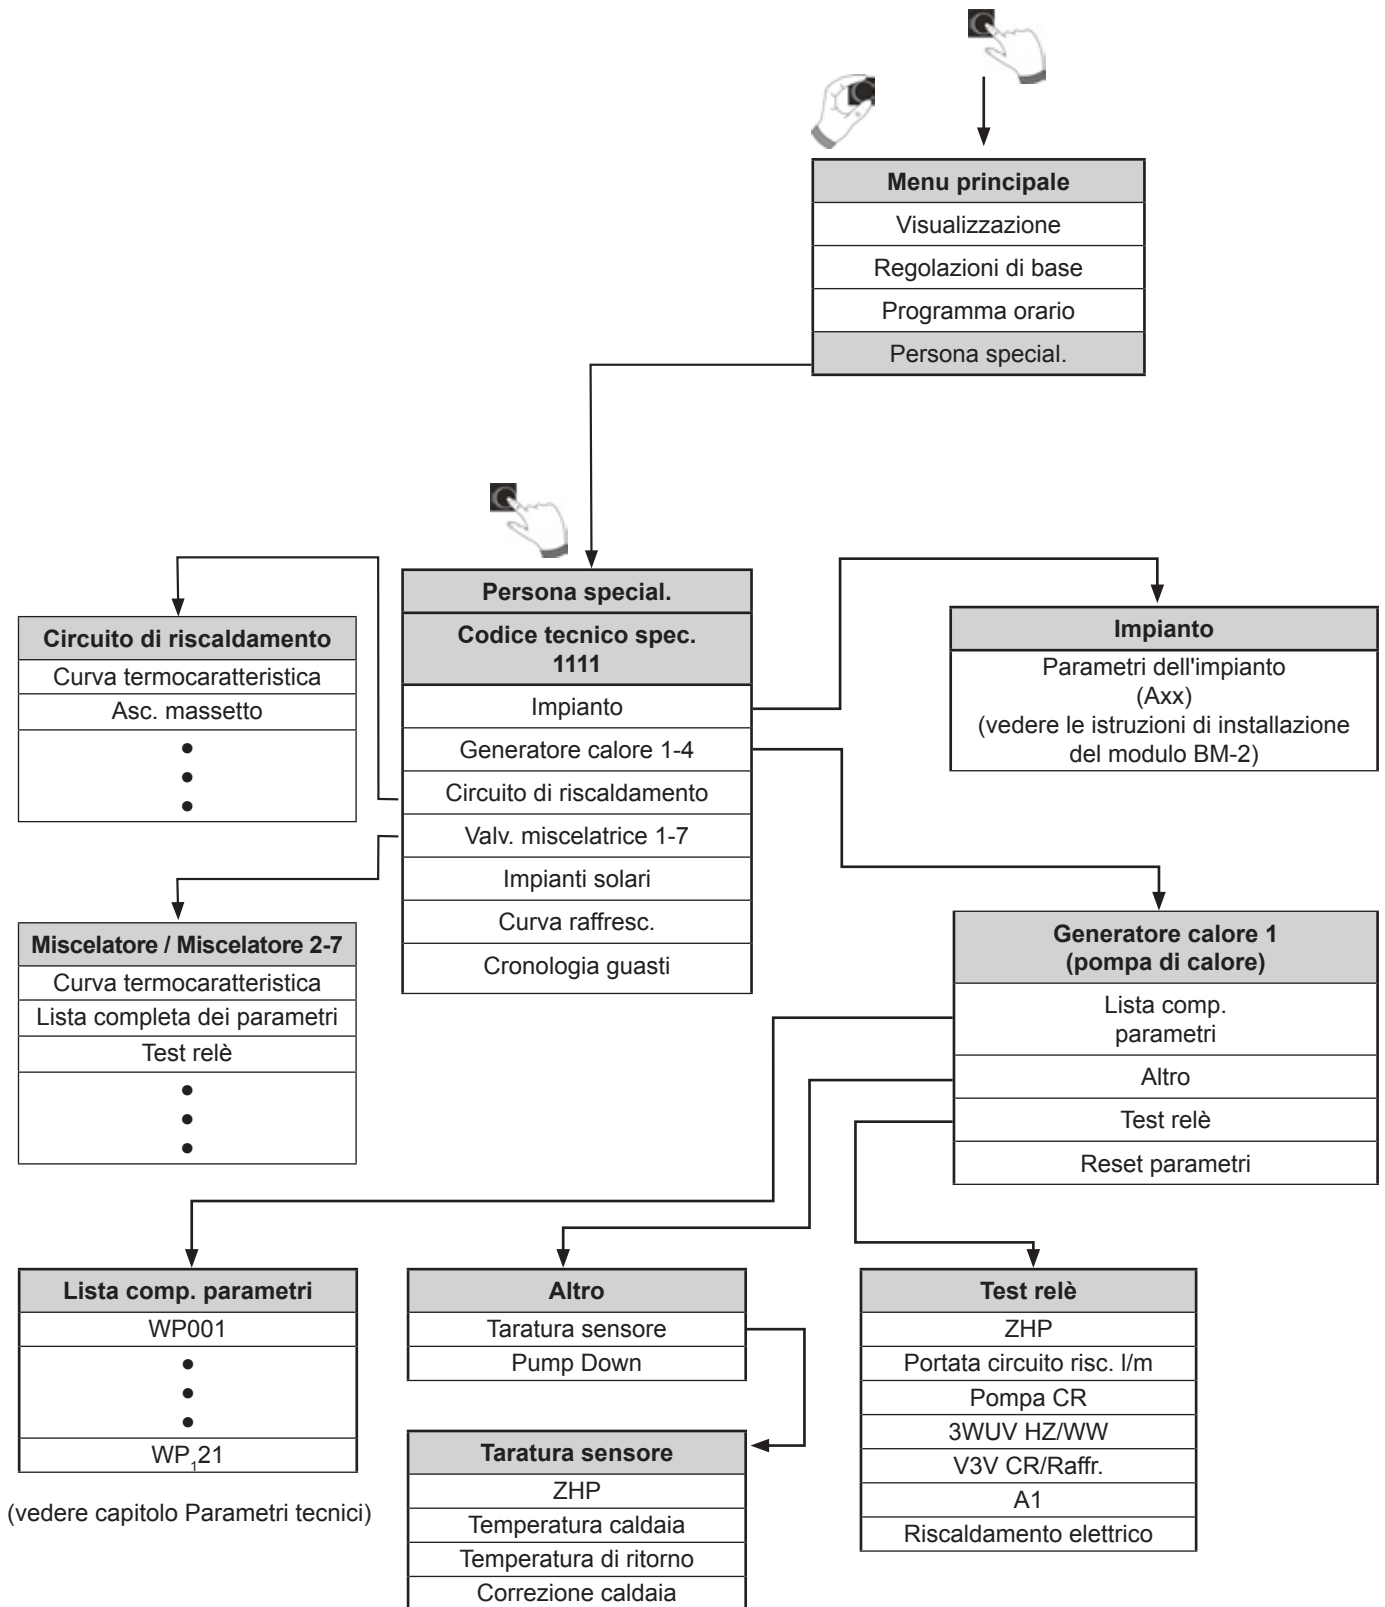 Menu principale
Visualizzazione
Regolazioni di base
Programma orario
Persona special.
Persona special.
Codice tecnico spec.
1111
Impianto
Generatore calore 1-4
Circuito di riscaldamento
Valv. miscelatrice 1-7
Impianti solari
Curva raffresc.
Cronologia guasti
Circuito di riscaldamento
Curva termocaratteristica
Asc. massetto
•
•
•
Miscelatore / Miscelatore 2-7
Curva termocaratteristica
Lista completa dei parametri
Test relè
•
•
•
Impianto
Parametri dell'impianto
(Axx)
(vedere le istruzioni di installazione
del modulo BM-2)
Generatore calore 1
(pompa di calore)
Lista comp.
parametri
Altro
Test relè
Reset parametri
Lista comp. parametri
WP001
•
•
•
WP121
(vedere capitolo Parametri tecnici)
Altro
Taratura sensore
Pump Down
Taratura sensore
ZHP
Temperatura caldaia
Temperatura di ritorno
Correzione caldaia
Test relè
ZHP
Portata circuito risc. l/m
Pompa CR
3WUV HZ/WW
V3V CR/Raffr.
A1
Riscaldamento elettrico